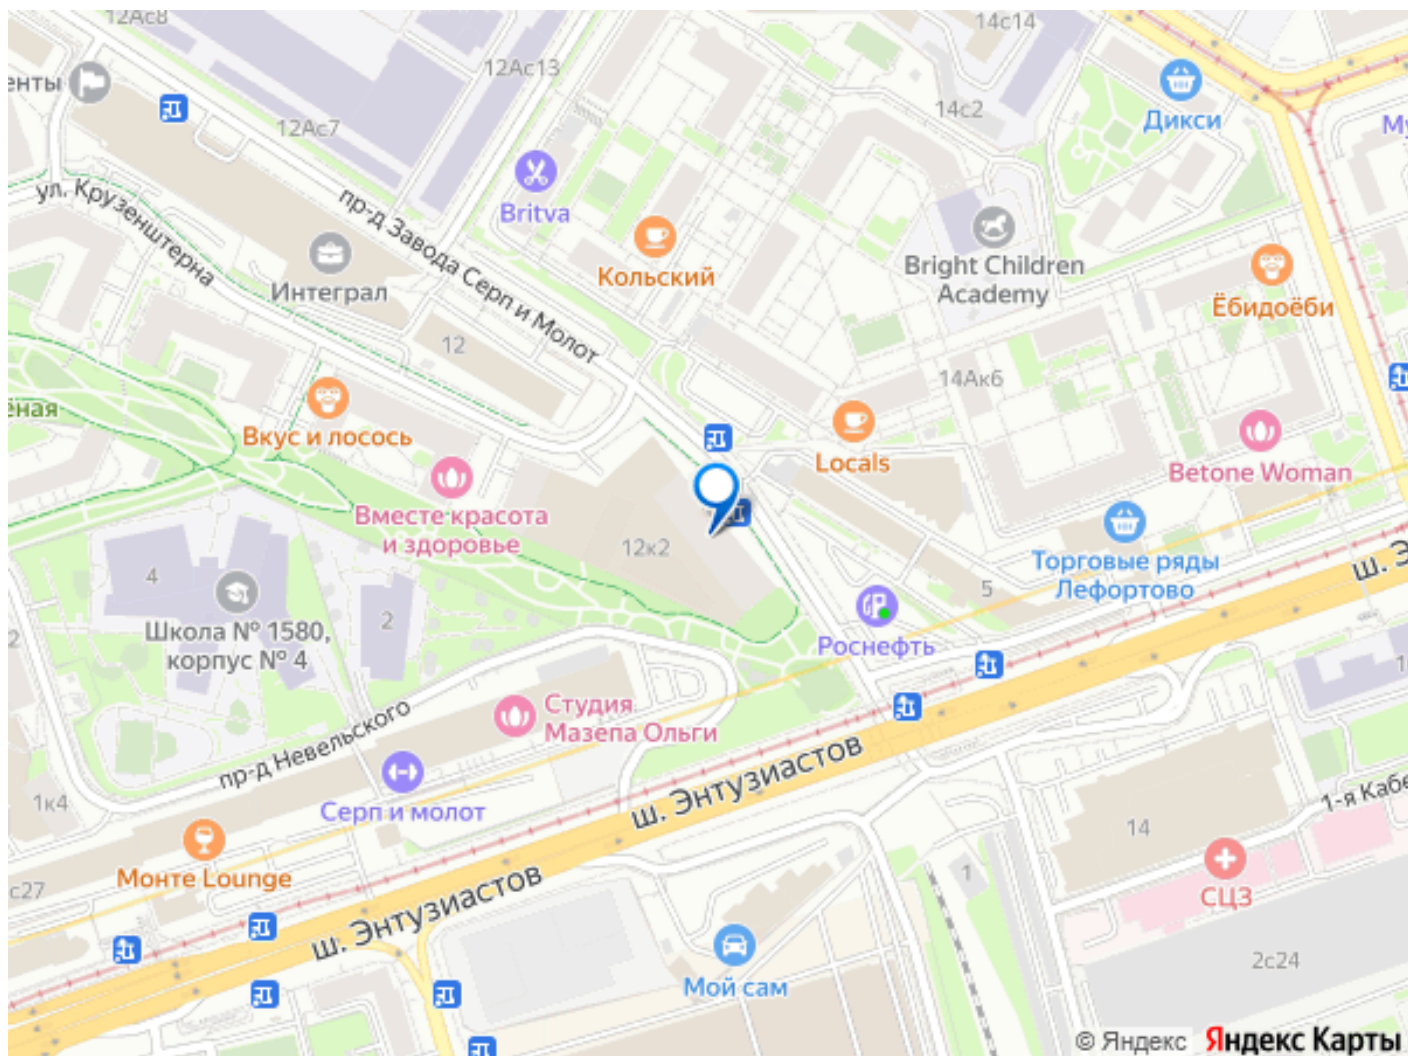 12Ас8
14с14
енты
12Ас13
Дикси
14с2
12Ас7
ул. Крузенштерна
Britva
пр-д Завода Серп и Молот
Bright Children
Academy
Кольский
Интеграл
Ёбидоёби
12
14Ак6
еная
Вкус и лосось
Locals
Betone Woman
Вместе красота
и здоровье
12к2
Торговые ряды
Лефортово
4
2
5
Школа № 1580,
корпус № 4
Роснефть
Студия
Мазепа Ольги
пр-д Невельского
ш. Энтузиастов
1к4
Серп и молот
14
Монте Lounge
с27
СЦЗ
1
ш. Энтузиастов
2с24
Мой сам
© Яндекс Яндекс Карты